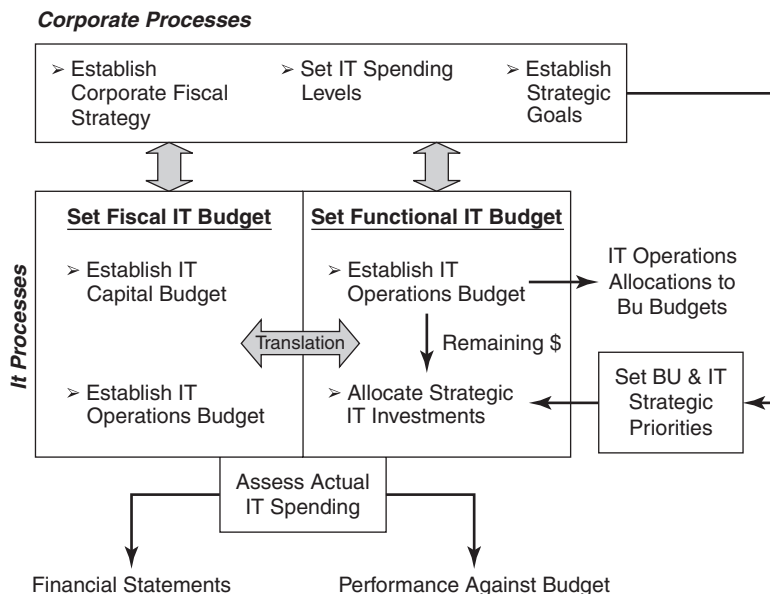 Corporate Processes
➢ Establish
Corporate Fiscal
Strategy
➢ Set IT Spending
Levels
➢ Establish
Strategic
Goals
It Processes
Set Fiscal IT Budget
➢ Establish IT
Capital Budget
➢ Establish IT
Operations Budget
Translation
Set Functional IT Budget
➢ Establish IT
Operations Budget
Remaining $
➢ Allocate Strategic
IT Investments
IT Operations
Allocations to
Bu Budgets
Set BU & IT
Strategic
Priorities
Assess Actual
IT Spending
Financial Statements
Performance Against Budget